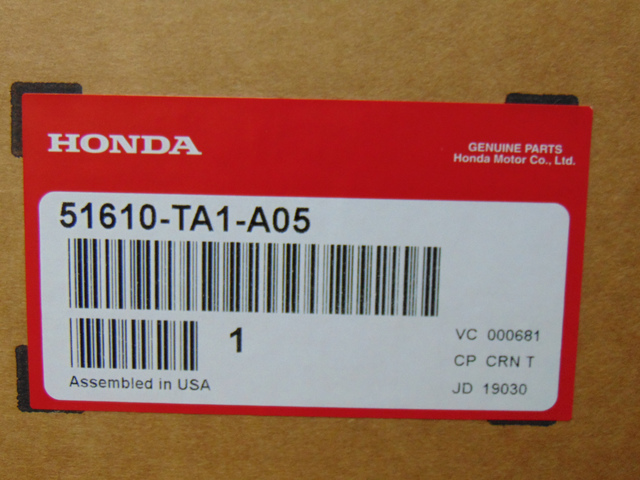 HONDA
GENUINE PARTS
Honda Motor Co., Ltd.
51610-TA1-A05
1
VC 000681
CP CRN T
Assembled in USA
JD 19030